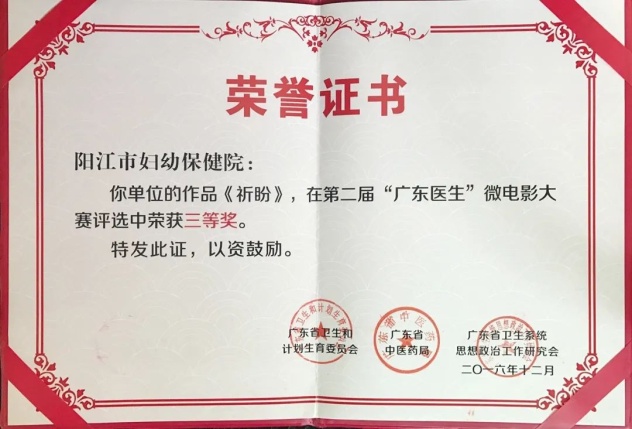 荣誉证书
阳江市妇幼保健院：
你单位的作品《祈盼》，在第二届“广东医生”微电影大
赛评选中荣获三等奖。
特发此证，以资鼓励。
广东省卫生和
计划生育委员会
广东省
中医药局
广东省卫生系统
思想政治工作研究会
二〇一六年十二月